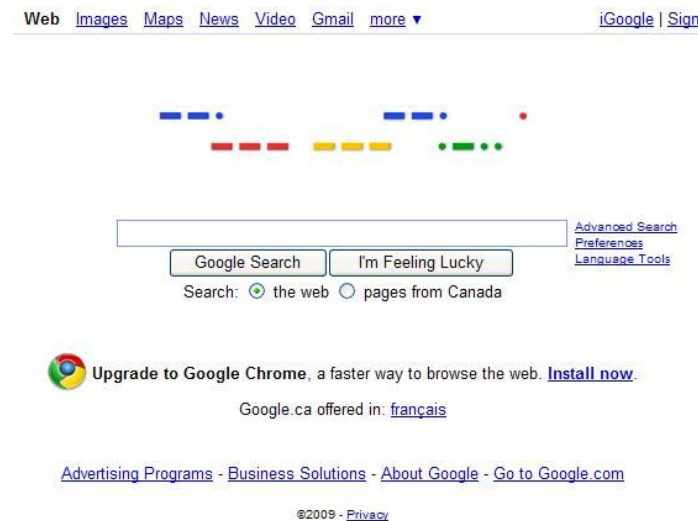 Web Images Maps News Video Gmail more ▼ iGoogle | Sign
−−• −−− −−− −−• •−•• •
Advanced Search
Preferences
Language Tools
Google Search I'm Feeling Lucky
Search: the web pages from Canada
Upgrade to Google Chrome, a faster way to browse the web. Install now.
Google.ca offered in: français
Advertising Programs - Business Solutions - About Google - Go to Google.com
©2009 - Privacy